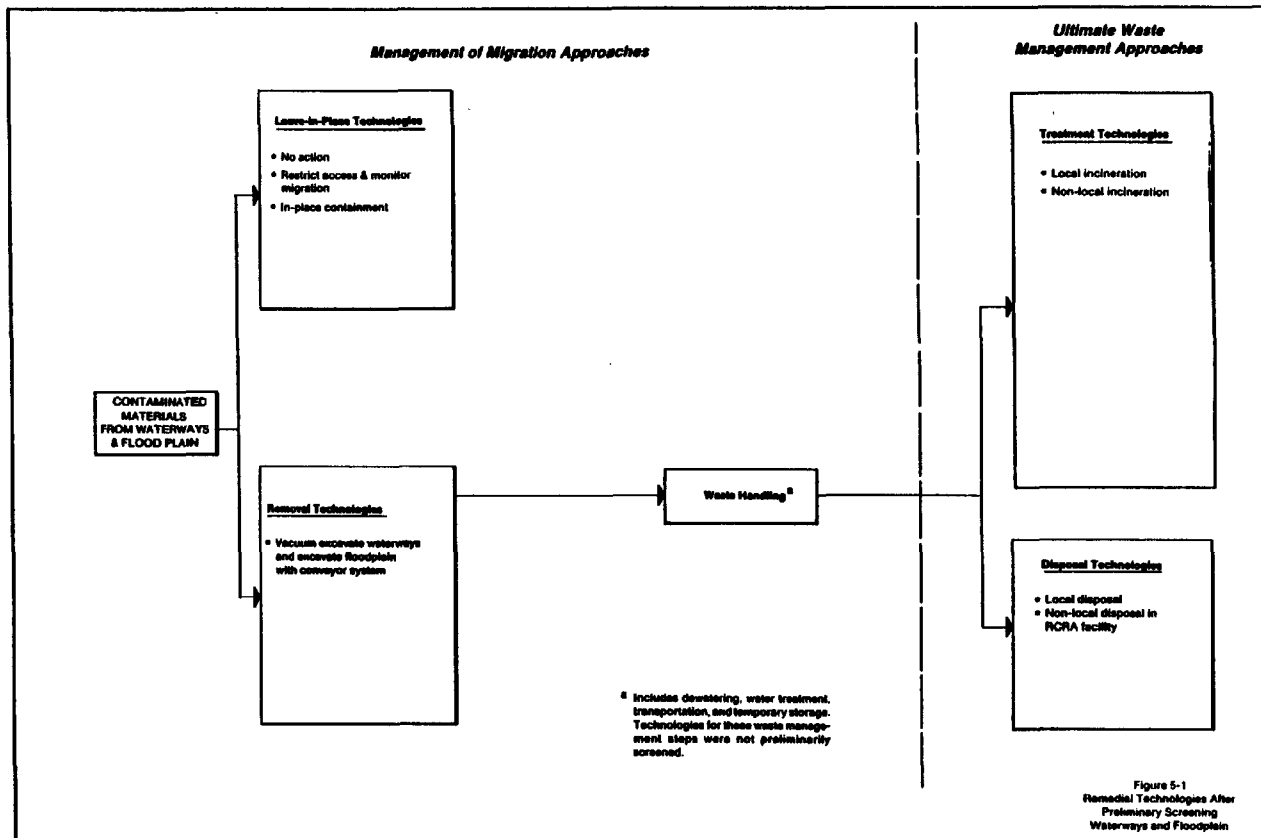 Management of Migration Approaches
Ultimate Waste
Management Approaches
Leave-in-Place Technologies
• No action
• Restrict access & monitor
migration
• In-place containment
Treatment Technologies
• Local incineration
• Non-local incineration
CONTAMINATED
MATERIALS
FROM WATERWAYS
& FLOOD PLAIN
Removal Technologies
• Vacuum excavate waterways
and excavate floodplain
with conveyor system
Waste Handling a
Disposal Technologies
• Local disposal
• Non-local disposal in
RCRA facility
a Includes dewatering, water treatment,
transportation, and temporary storage.
Technologies for these waste manage-
ment steps were not preliminarily
screened.
Figure 5-1
Remedial Technologies After
Preliminary Screening
Waterways and Floodplain